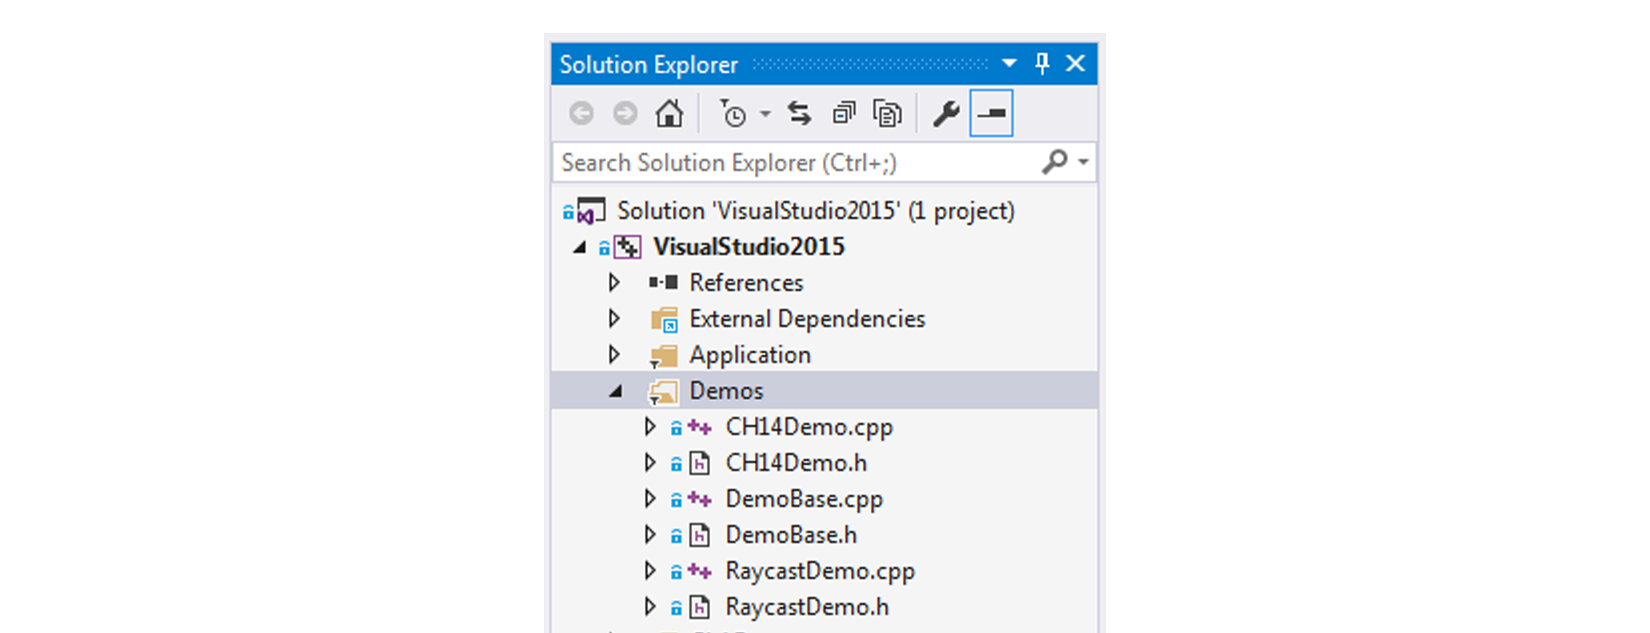 Solution Explorer
Search Solution Explorer (Ctrl+;)
Solution 'VisualStudio2015' (1 project)
VisualStudio2015
References
External Dependencies
Application
Demos
CH14Demo.cpp
CH14Demo.h
DemoBase.cpp
DemoBase.h
RaycastDemo.cpp
RaycastDemo.h